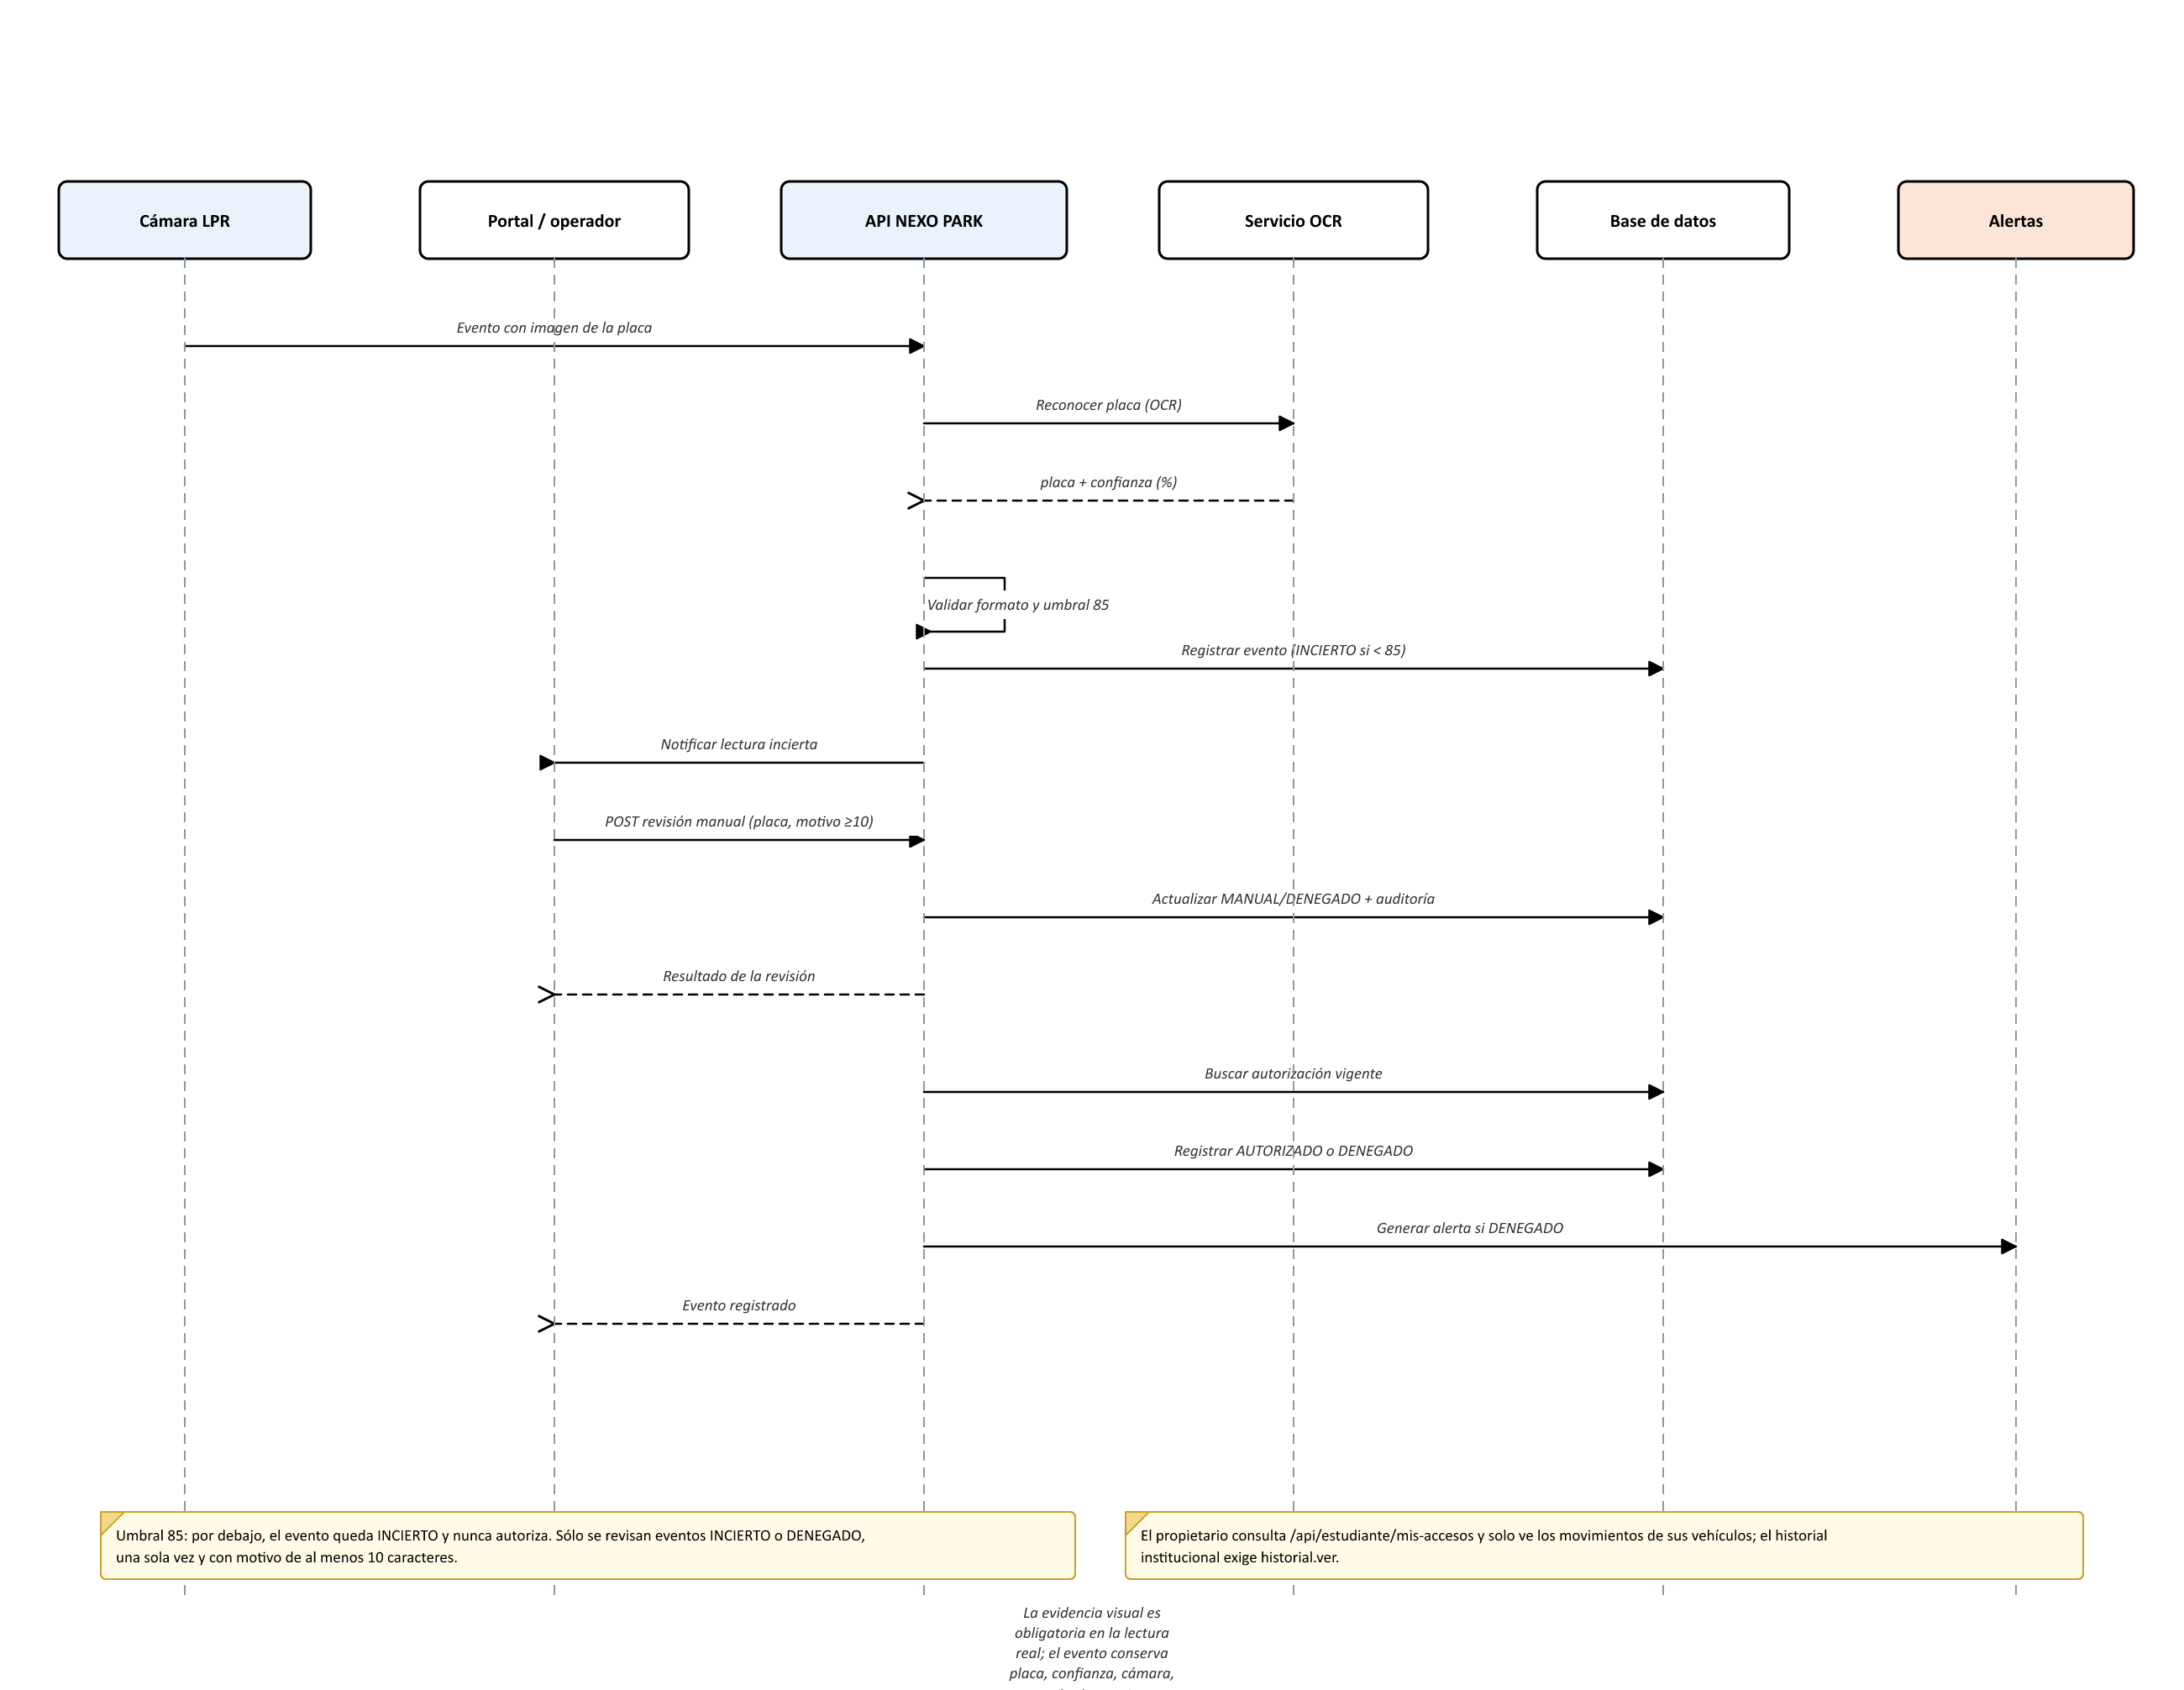 Cámara LPR
Portal / operador
API NEXO PARK
Servicio OCR
Base de datos
Alertas
Evento con imagen de la placa
Reconocer placa (OCR)
placa + confianza (%)
Validar formato y umbral 85
Registrar evento (INCIERTO si < 85)
Notificar lectura incierta
POST revisión manual (placa, motivo ≥10)
Actualizar MANUAL/DENEGADO + auditoría
Resultado de la revisión
Buscar autorización vigente
Registrar AUTORIZADO o DENEGADO
Generar alerta si DENEGADO
Evento registrado
Umbral 85: por debajo, el evento queda INCIERTO y nunca autoriza. Sólo se revisan eventos INCIERTO o DENEGADO,
una sola vez y con motivo de al menos 10 caracteres.
El propietario consulta /api/estudiante/mis-accesos y solo ve los movimientos de sus vehículos; el historial
institucional exige historial.ver.
La evidencia visual es
obligatoria en la lectura
real; el evento conserva
placa, confianza, cámara,